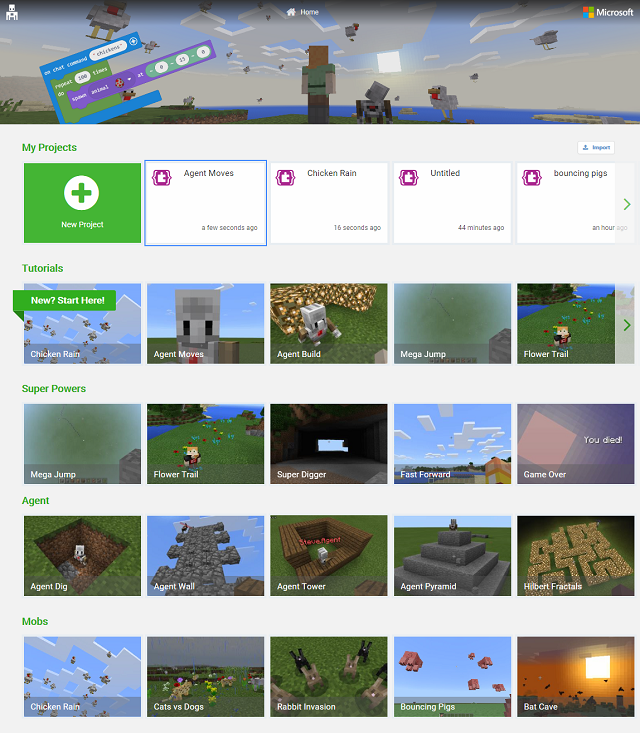 Home
Microsoft
on chat command "chickens"
repeat 100 times
do
spawn animal at ~ 0 ~ 15 ~ 0
My Projects
Import
New Project
Agent Moves
a few seconds ago
Chicken Rain
16 seconds ago
Untitled
44 minutes ago
bouncing pigs
an hour ago
Tutorials
New? Start Here!
Chicken Rain
Agent Moves
Agent Build
Mega Jump
Flower Trail
Super Powers
Mega Jump
Flower Trail
Super Digger
Fast Forward
You died!
Game Over
Agent
Agent Dig
Agent Wall
Steve.Agent
Agent Tower
Agent Pyramid
Hilbert Fractals
Mobs
Chicken Rain
Cats vs Dogs
Rabbit Invasion
Bouncing Pigs
Bat Cave